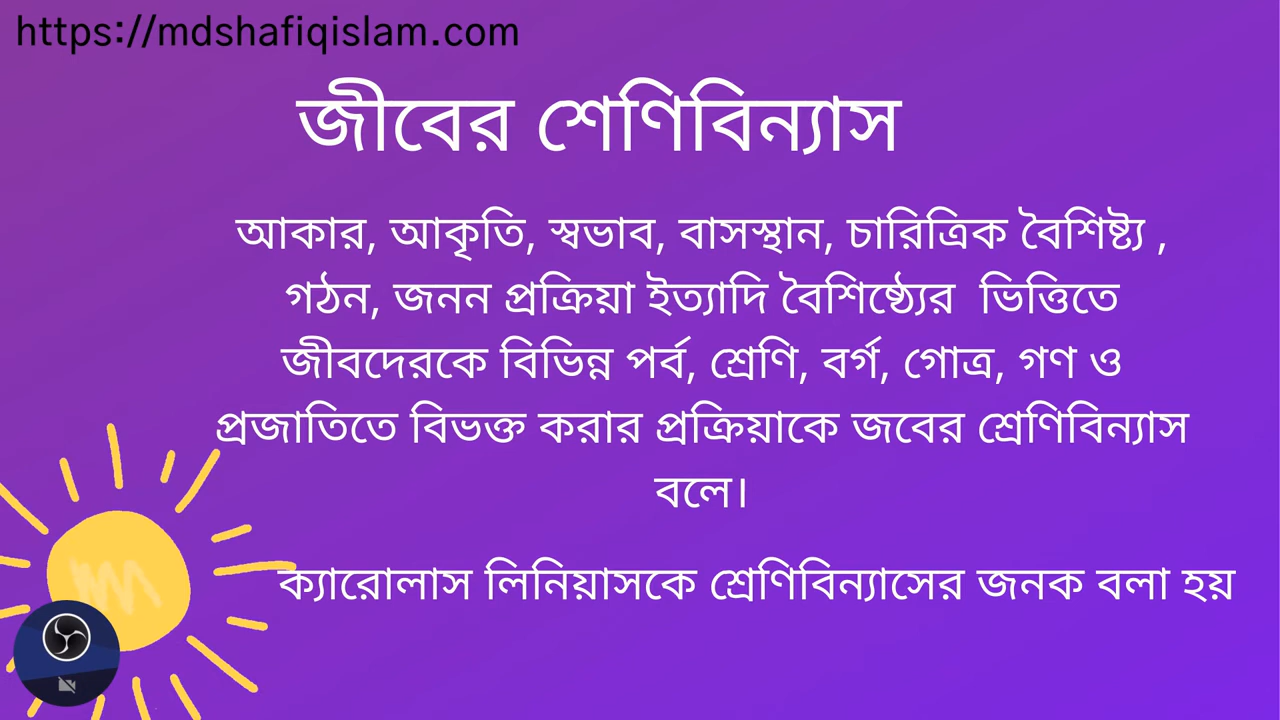 https://mdshafiqislam.com
জীবের শেণিবিন্যাস
আকার, আকৃতি, স্বভাব, বাসস্থান, চারিত্রিক বৈশিষ্ট্য ,
গঠন, জনন প্রক্রিয়া ইত্যাদি বৈশিষ্ঠ্যের ভিত্তিতে
জীবদেরকে বিভিন্ন পর্ব, শ্রেণি, বর্গ, গোত্র, গণ ও
প্রজাতিতে বিভক্ত করার প্রক্রিয়াকে জবের শ্রেণিবিন্যাস
বলে।
ক্যারোলাস লিনিয়াসকে শ্রেণিবিন্যাসের জনক বলা হয়